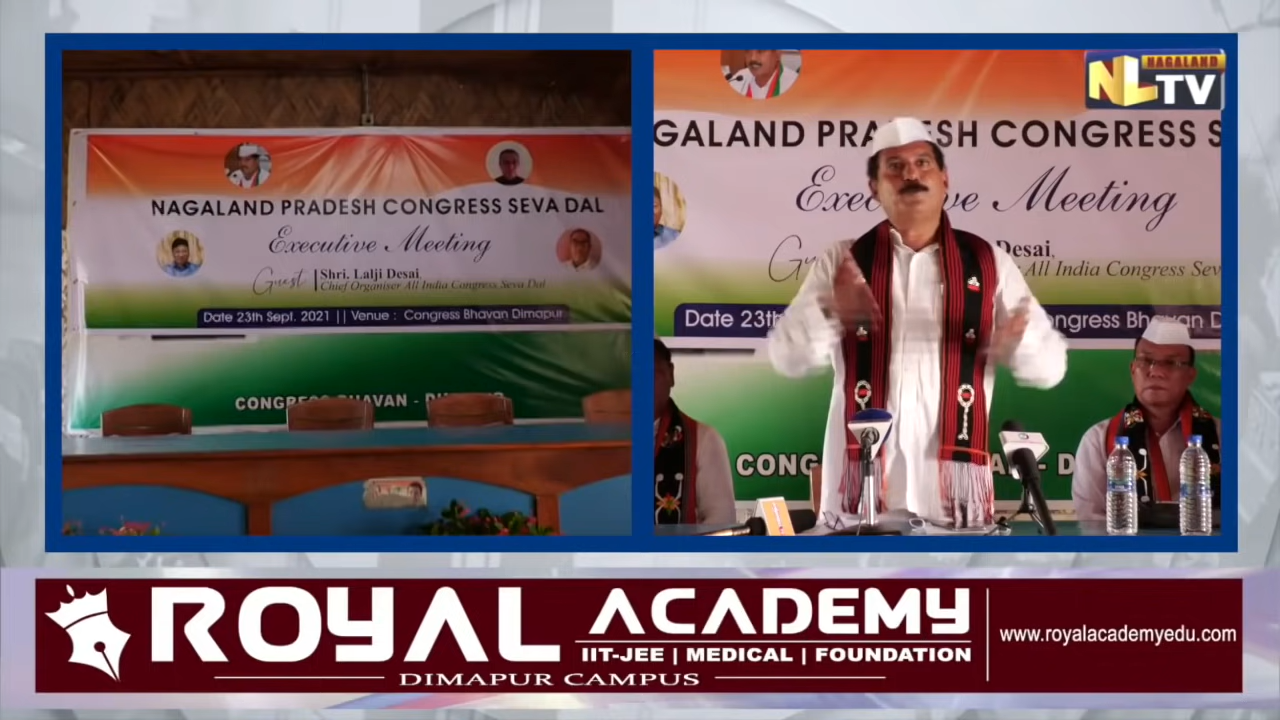 NAGALAND PRADESH CONGRESS SEVA DAL
Executive Meeting
Guest
Shri. Lalji Desai,
Chief Organiser All India Congress Seva Dal
Date 23th Sept. 2021 || Venue : Congress Bhavan Dimapur
CONGRESS BHAVAN -
NAGALAND
NL TV
GALAND PRADESH CONGRESS S
Executive Meeting
Desai,
All India Congress Sev
Date 23th
ongress Bhavan D
CONG
- D
ROYAL ACADEMY
IIT-JEE | MEDICAL | FOUNDATION
DIMAPUR CAMPUS
www.royalacademyedu.com